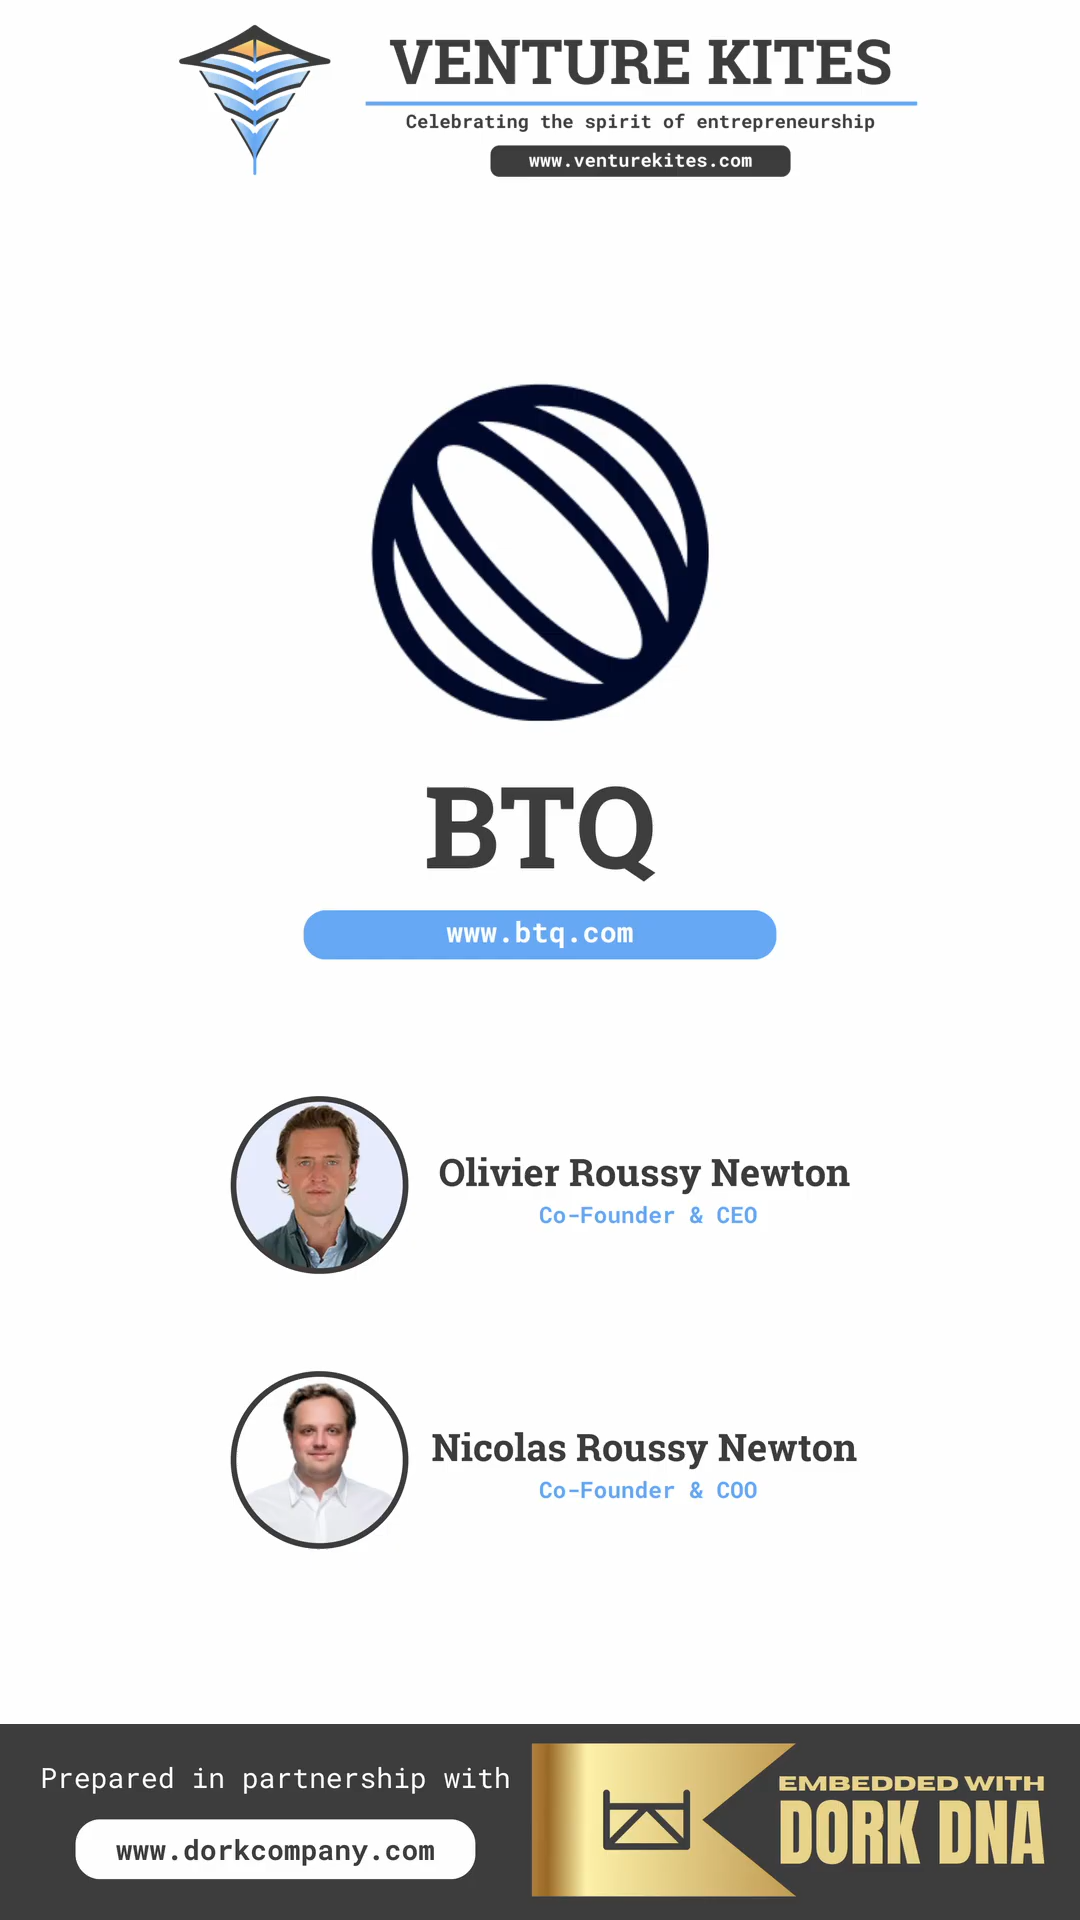 VENTURE KITES
Celebrating the spirit of entrepreneurship
www.venturekites.com
BTQ
www.btq.com
Olivier Roussy Newton
Co-Founder & CEO
Nicolas Roussy Newton
Co-Founder & COO
Prepared in partnership with
www.dorkcompany.com
EMBEDDED WITH
DORK DNA